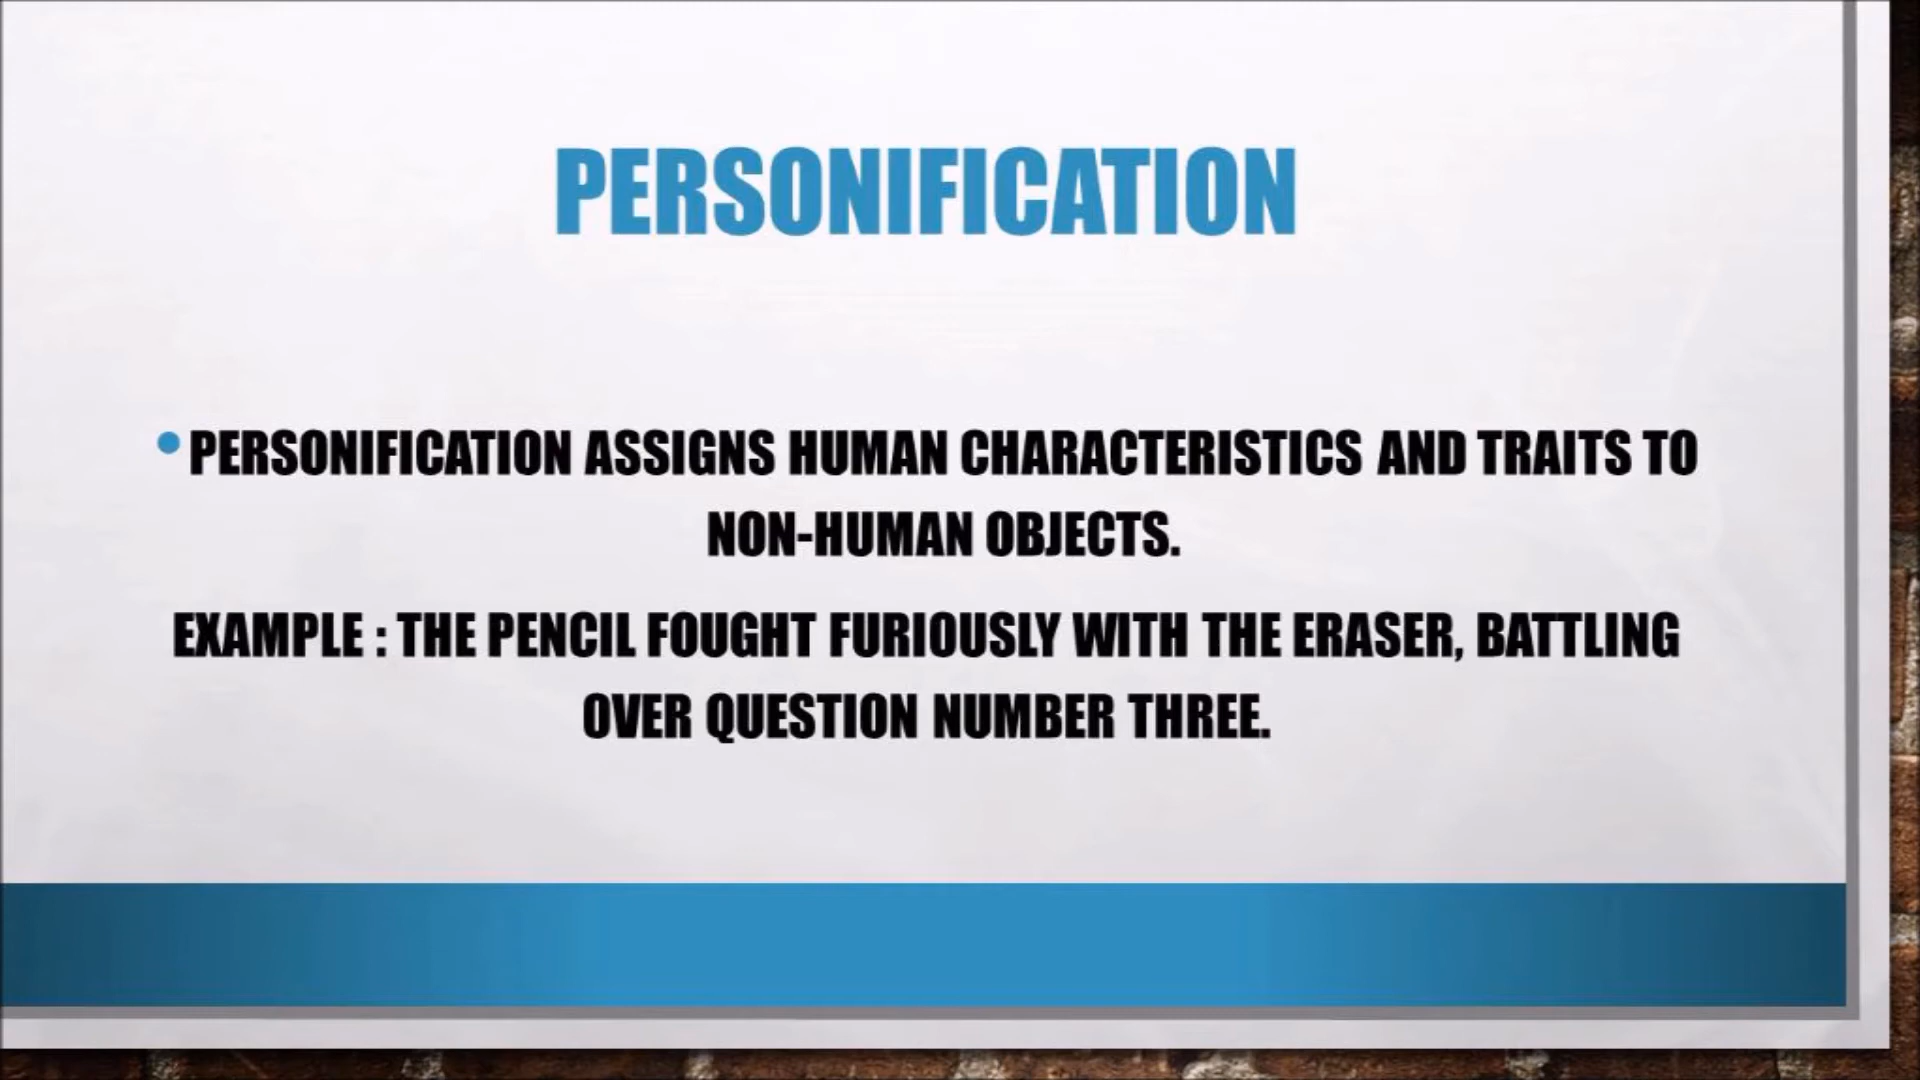 PERSONIFICATION
• PERSONIFICATION ASSIGNS HUMAN CHARACTERISTICS AND TRAITS TO
NON-HUMAN OBJECTS.
EXAMPLE : THE PENCIL FOUGHT FURIOUSLY WITH THE ERASER, BATTLING
OVER QUESTION NUMBER THREE.